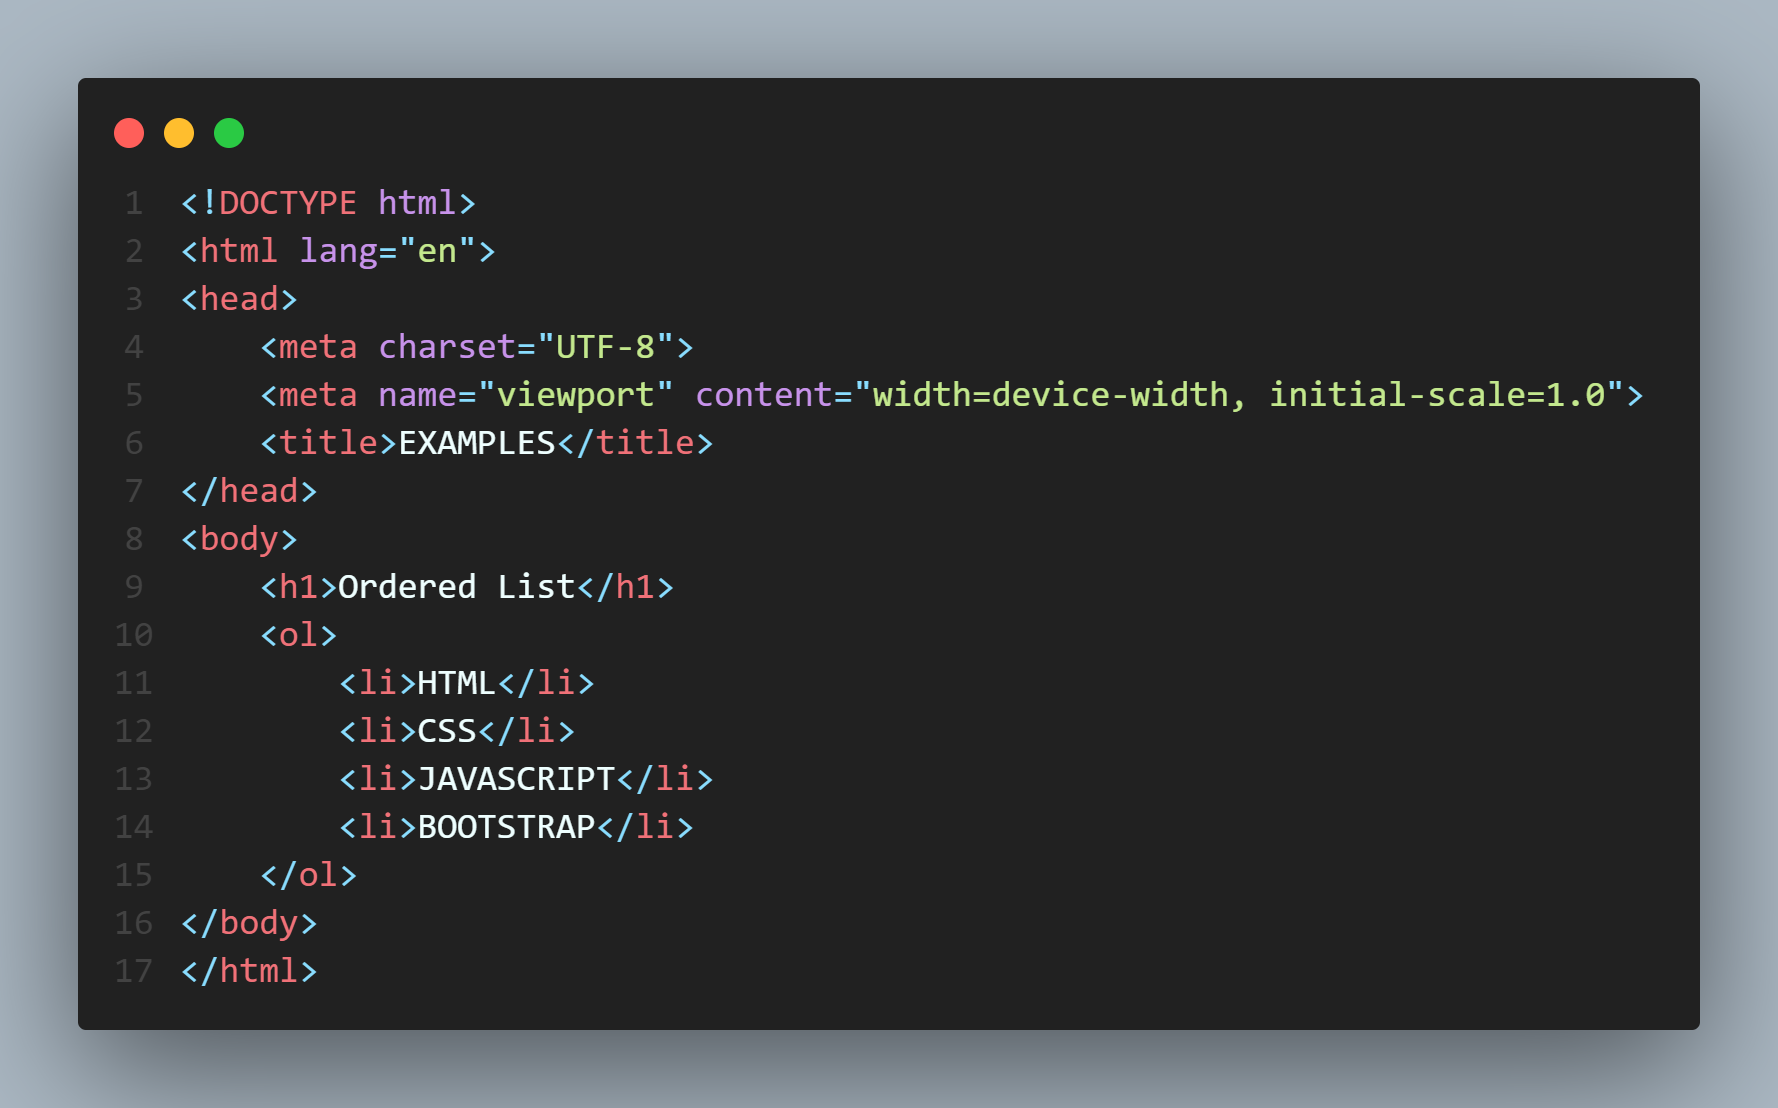 1 <!DOCTYPE html>
2 <html lang="en">
3 <head>
4     <meta charset="UTF-8">
5     <meta name="viewport" content="width=device-width, initial-scale=1.0">
6     <title>EXAMPLES</title>
7 </head>
8 <body>
9     <h1>Ordered List</h1>
10     <ol>
11         <li>HTML</li>
12         <li>CSS</li>
13         <li>JAVASCRIPT</li>
14         <li>BOOTSTRAP</li>
15     </ol>
16 </body>
17 </html>